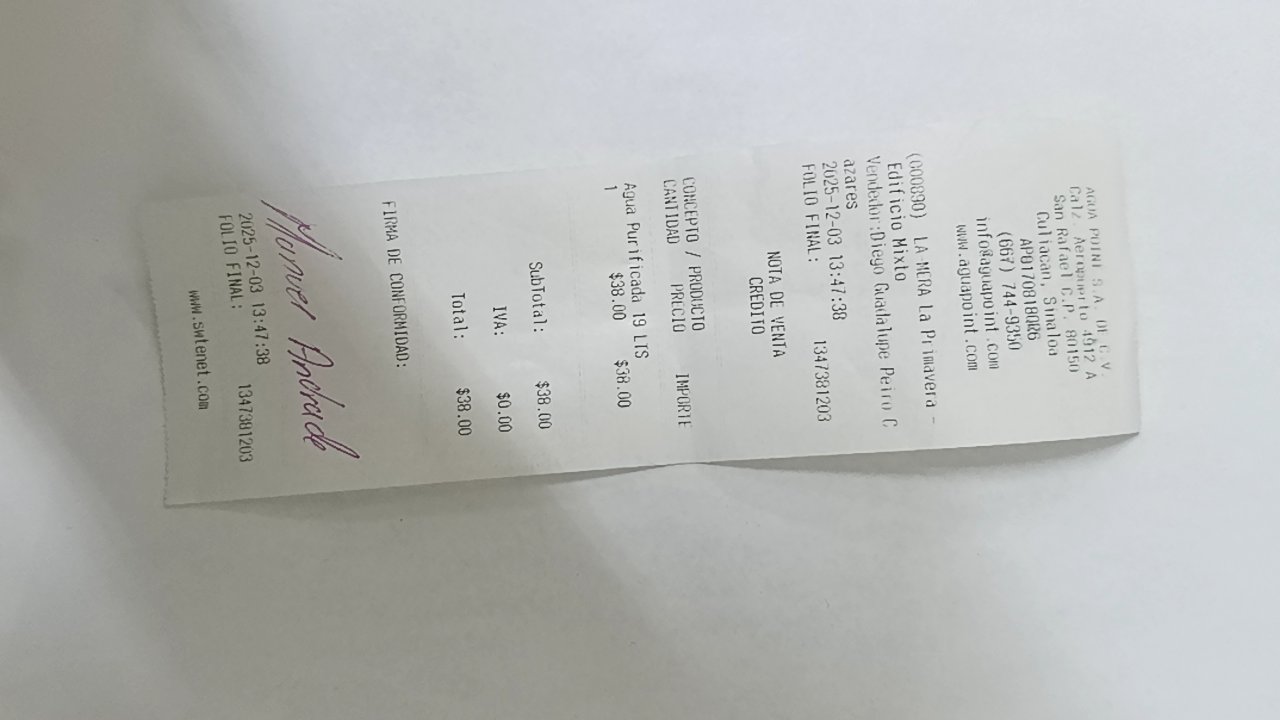 AGUA POINT S.A. DE C.V.
Calz. Aeropuerto 4912 A
San Rafael C.P. 80150
Culiacan, Sinaloa
APO170818QR6
(667) 744-9350
info@aguapoint.com
www.aguapoint.com
(000890) LA MORA La Primavera -
Edificio Mixto
Vendedor:Diego Guadalupe Peiro C
azares
2025-12-03 13:47:38
FOLIO FINAL: 1347381203
NOTA DE VENTA
CREDITO
CONCEPTO / PRODUCTO
CANTIDAD PRECIO IMPORTE
Agua Purificada 19 LTS
1 $38.00 $38.00
SubTotal: $38.00
IVA: $0.00
Total: $38.00
FIRMA DE CONFORMIDAD:
Manuel Andrade
2025-12-03 13:47:38
FOLIO FINAL: 1347381203
www.swtenet.com